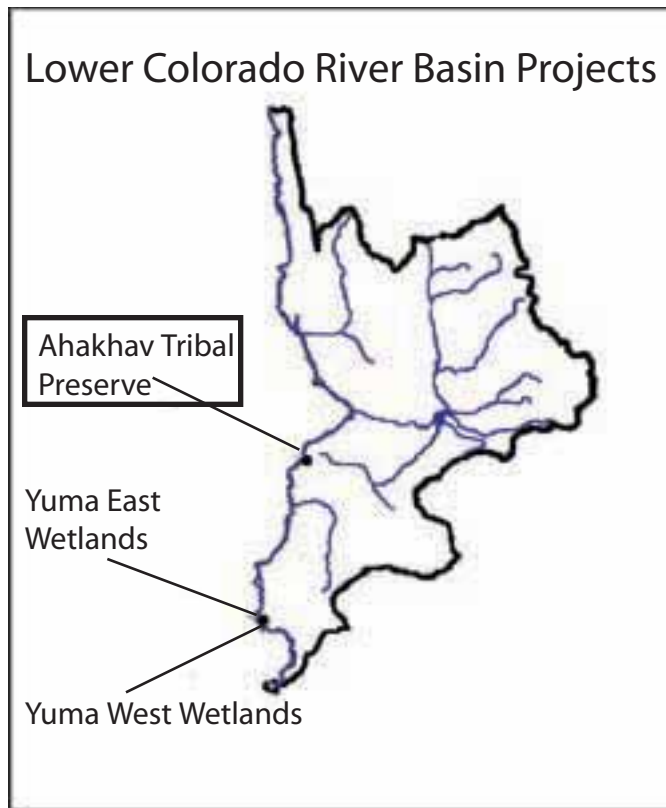 Lower Colorado River Basin Projects
Ahakhav Tribal
Preserve
Yuma East
Wetlands
Yuma West Wetlands